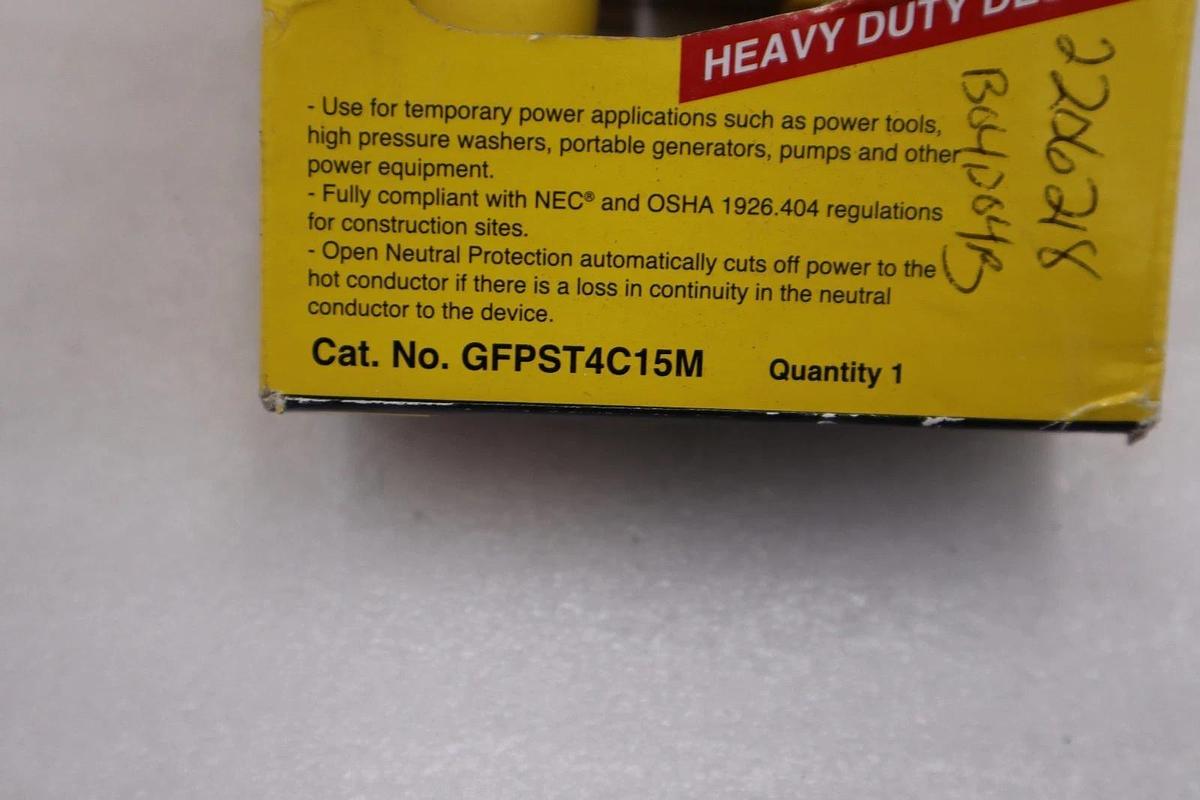 HEAVY DUTY
- Use for temporary power applications such as power tools,
high pressure washers, portable generators, pumps and other
power equipment.
- Fully compliant with NEC® and OSHA 1926.404 regulations
for construction sites.
- Open Neutral Protection automatically cuts off power to the
hot conductor if there is a loss in continuity in the neutral
conductor to the device.
Cat. No. GFPST4C15M
Quantity 1